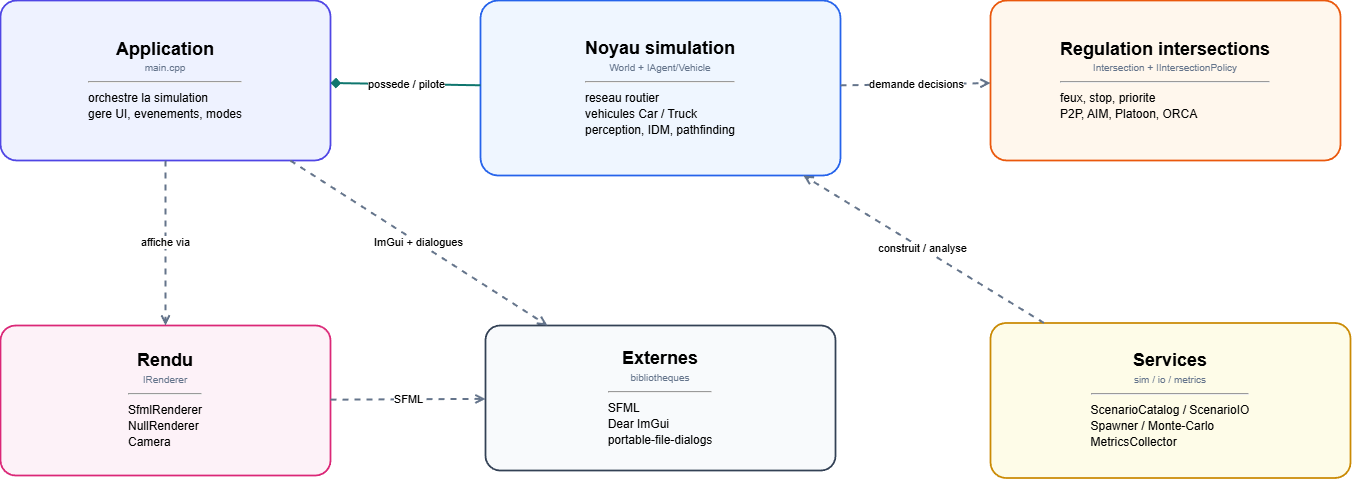 Application
main.cpp
orchestre la simulation
gere UI, evenements, modes
possede / pilote
Noyau simulation
World + IAgent/Vehicle
reseau routier
vehicules Car / Truck
perception, IDM, pathfinding
demande decisions
Regulation intersections
Intersection + IIntersectionPolicy
feux, stop, priorite
P2P, AIM, Platoon, ORCA
affiche via
ImGui + dialogues
construit / analyse
Rendu
IRenderer
SfmlRenderer
NullRenderer
Camera
SFML
Externes
bibliotheques
SFML
Dear ImGui
portable-file-dialogs
Services
sim / io / metrics
ScenarioCatalog / ScenarioIO
Spawner / Monte-Carlo
MetricsCollector